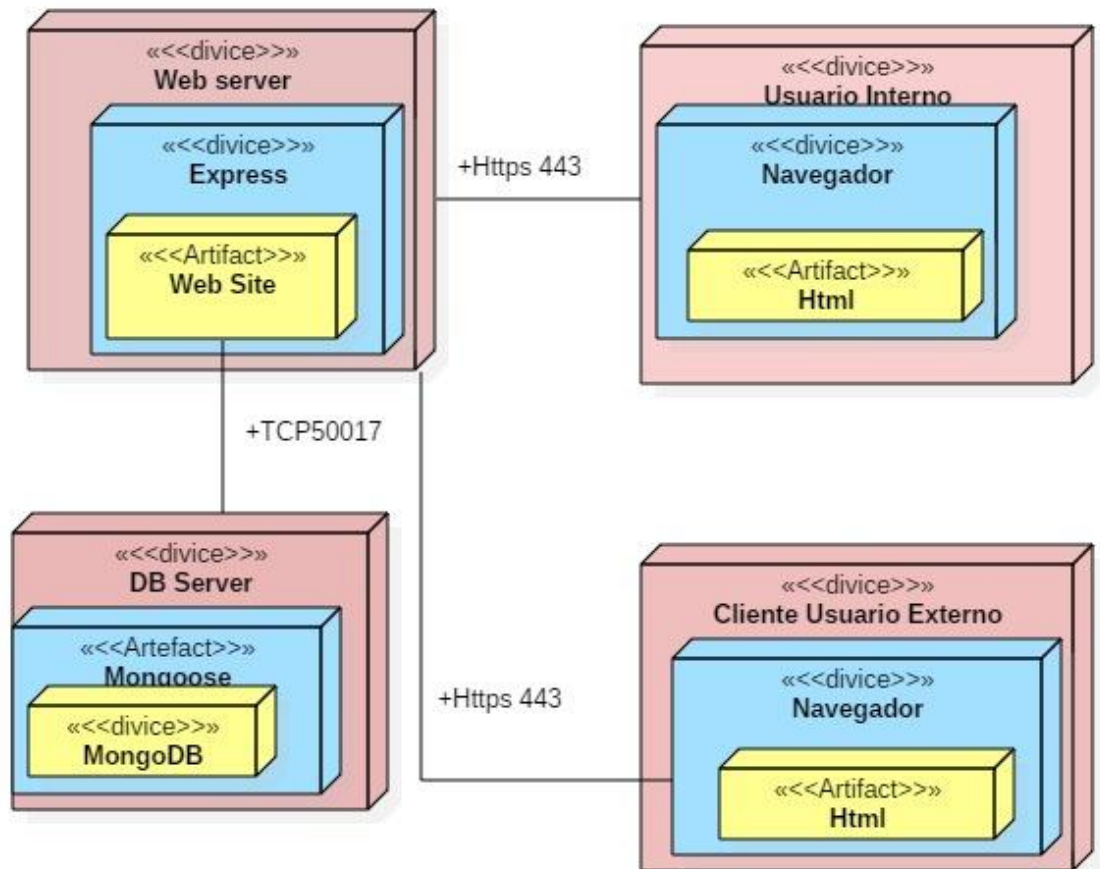 «<<divice>>»
Web server
«<<divice>>»
Express
«<<Artifact>>»
Web Site
+Https 443
«<<divice>>»
Usuario Interno
«<<divice>>»
Navegador
«<<Artifact>>»
Html
+TCP50017
«<<divice>>»
DB Server
«<<Artefact>>»
Mongoose
«<<divice>>»
MongoDB
+Https 443
«<<divice>>»
Cliente Usuario Externo
«<<divice>>»
Navegador
«<<Artifact>>»
Html